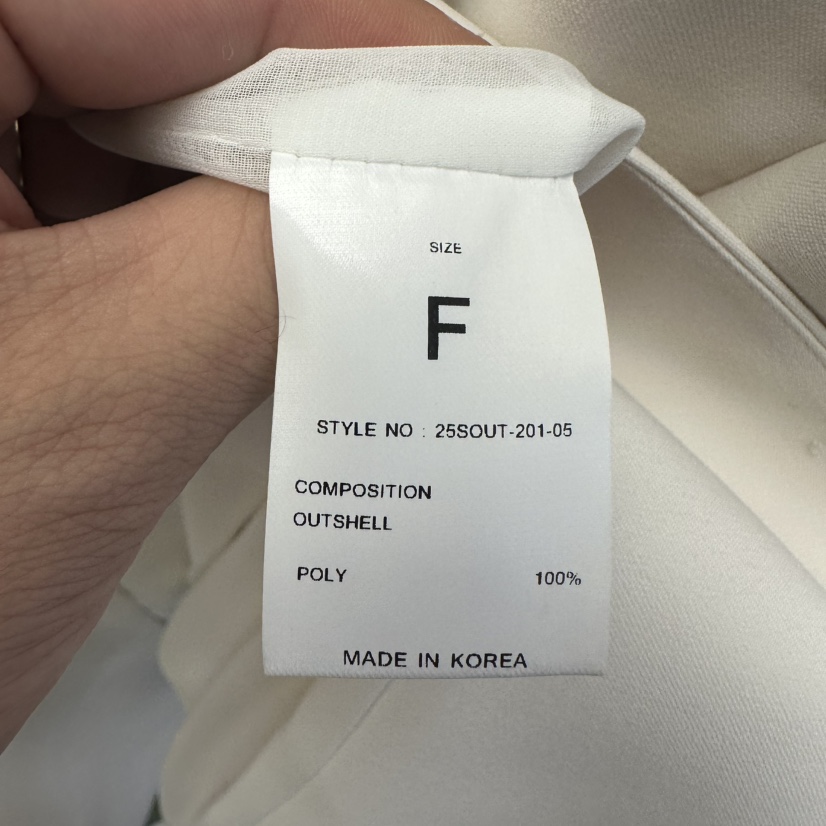 SIZE
F
STYLE NO : 25SOUT-201-05
COMPOSITION
OUTSHELL
POLY 100%
MADE IN KOREA